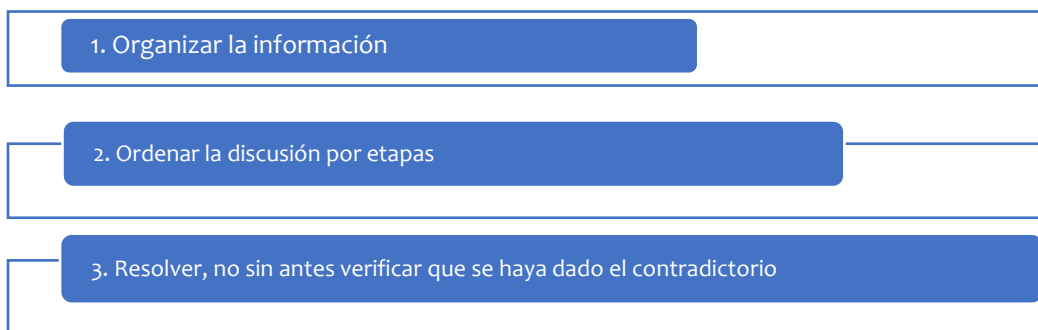 1. Organizar la información
2. Ordenar la discusión por etapas
3. Resolver, no sin antes verificar que se haya dado el contradictorio